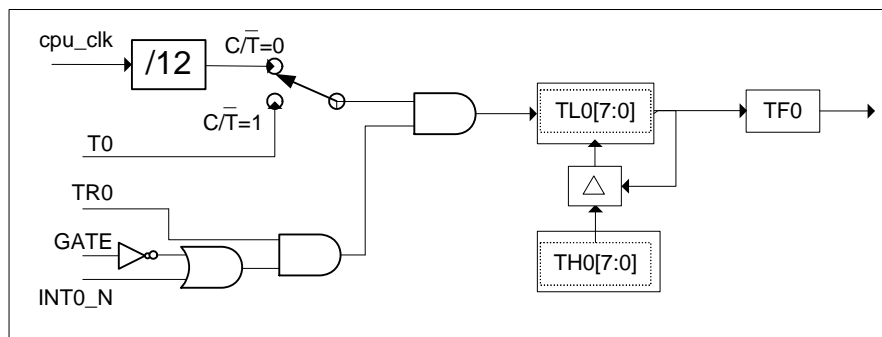 cpu_clk
C/T̅=0
/12
C/T̅=1
TL0[7:0]
TF0
T0
TR0
△
GATE
TH0[7:0]
INT0_N